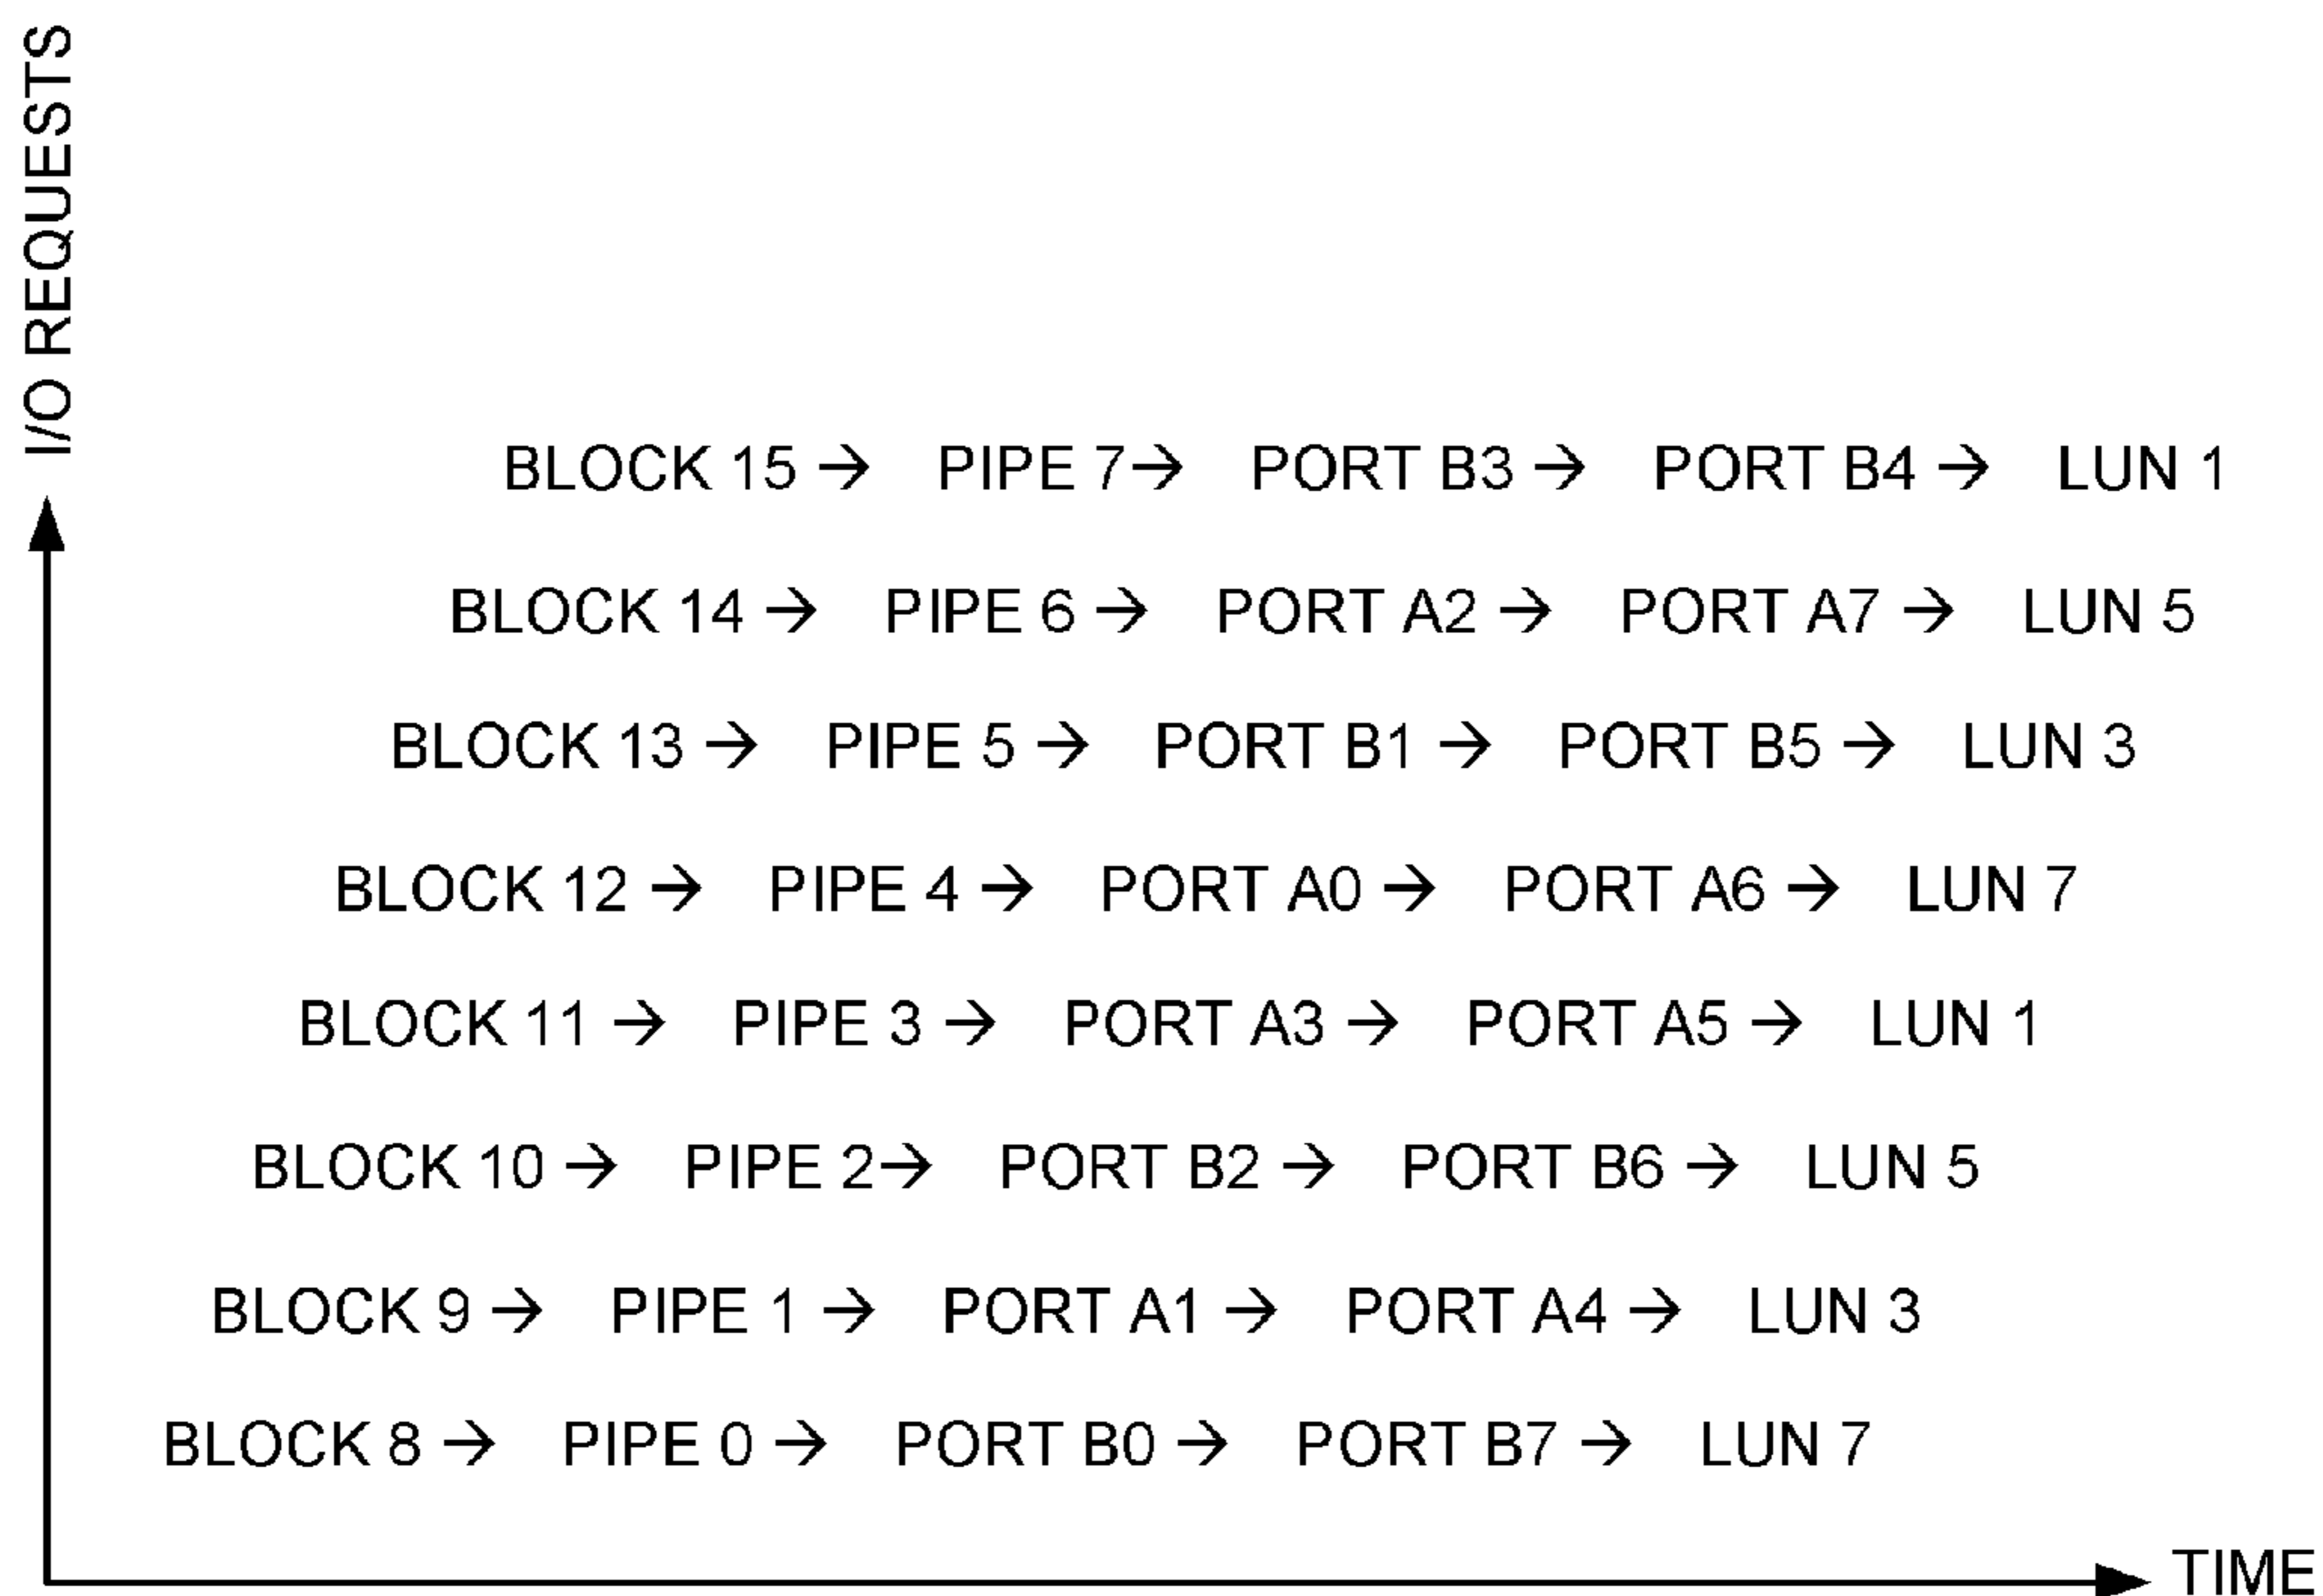 I/O REQUESTS
BLOCK 15 → PIPE 7→ PORT B3 → PORT B4 → LUN 1
BLOCK 14 → PIPE 6 → PORT A2 → PORT A7 → LUN 5
BLOCK 13 → PIPE 5 → PORT B1 → PORT B5 → LUN 3
BLOCK 12 → PIPE 4 → PORT A0 → PORT A6 → LUN 7
BLOCK 11 → PIPE 3 → PORT A3 → PORT A5 → LUN 1
BLOCK 10 → PIPE 2→ PORT B2 → PORT B6 → LUN 5
BLOCK 9 → PIPE 1 → PORT A1 → PORT A4 → LUN 3
BLOCK 8 → PIPE 0 → PORT B0 → PORT B7 → LUN 7
TIME